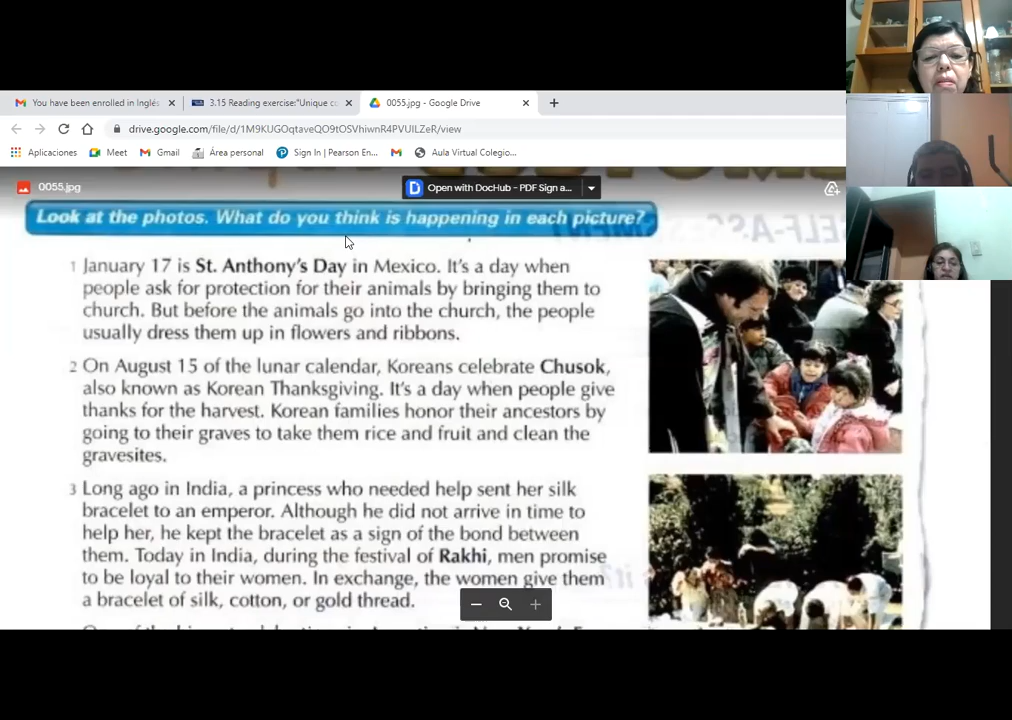 You have been enrolled in Inglés
3.15 Reading exercise:"Unique cu
0055.jpg - Google Drive
drive.google.com/file/d/1M9KUGOqtaveQO9tOSVhiwnR4PVUILZeR/view
Aplicaciones Meet Gmail Área personal Sign In | Pearson En... Aula Virtual Colegio...
0055.jpg
Open with DocHub - PDF Sign a...
Look at the photos. What do you think is happening in each picture?
1 January 17 is St. Anthony's Day in Mexico. It's a day when
people ask for protection for their animals by bringing them to
church. But before the animals go into the church, the people
usually dress them up in flowers and ribbons.
2 On August 15 of the lunar calendar, Koreans celebrate Chusok,
also known as Korean Thanksgiving. It's a day when people give
thanks for the harvest. Korean families honor their ancestors by
going to their graves to take them rice and fruit and clean the
gravesites.
3 Long ago in India, a princess who needed help sent her silk
bracelet to an emperor. Although he did not arrive in time to
help her, he kept the bracelet as a sign of the bond between
them. Today in India, during the festival of Rakhi, men promise
to be loyal to their women. In exchange, the women give them
a bracelet of silk, cotton, or gold thread.